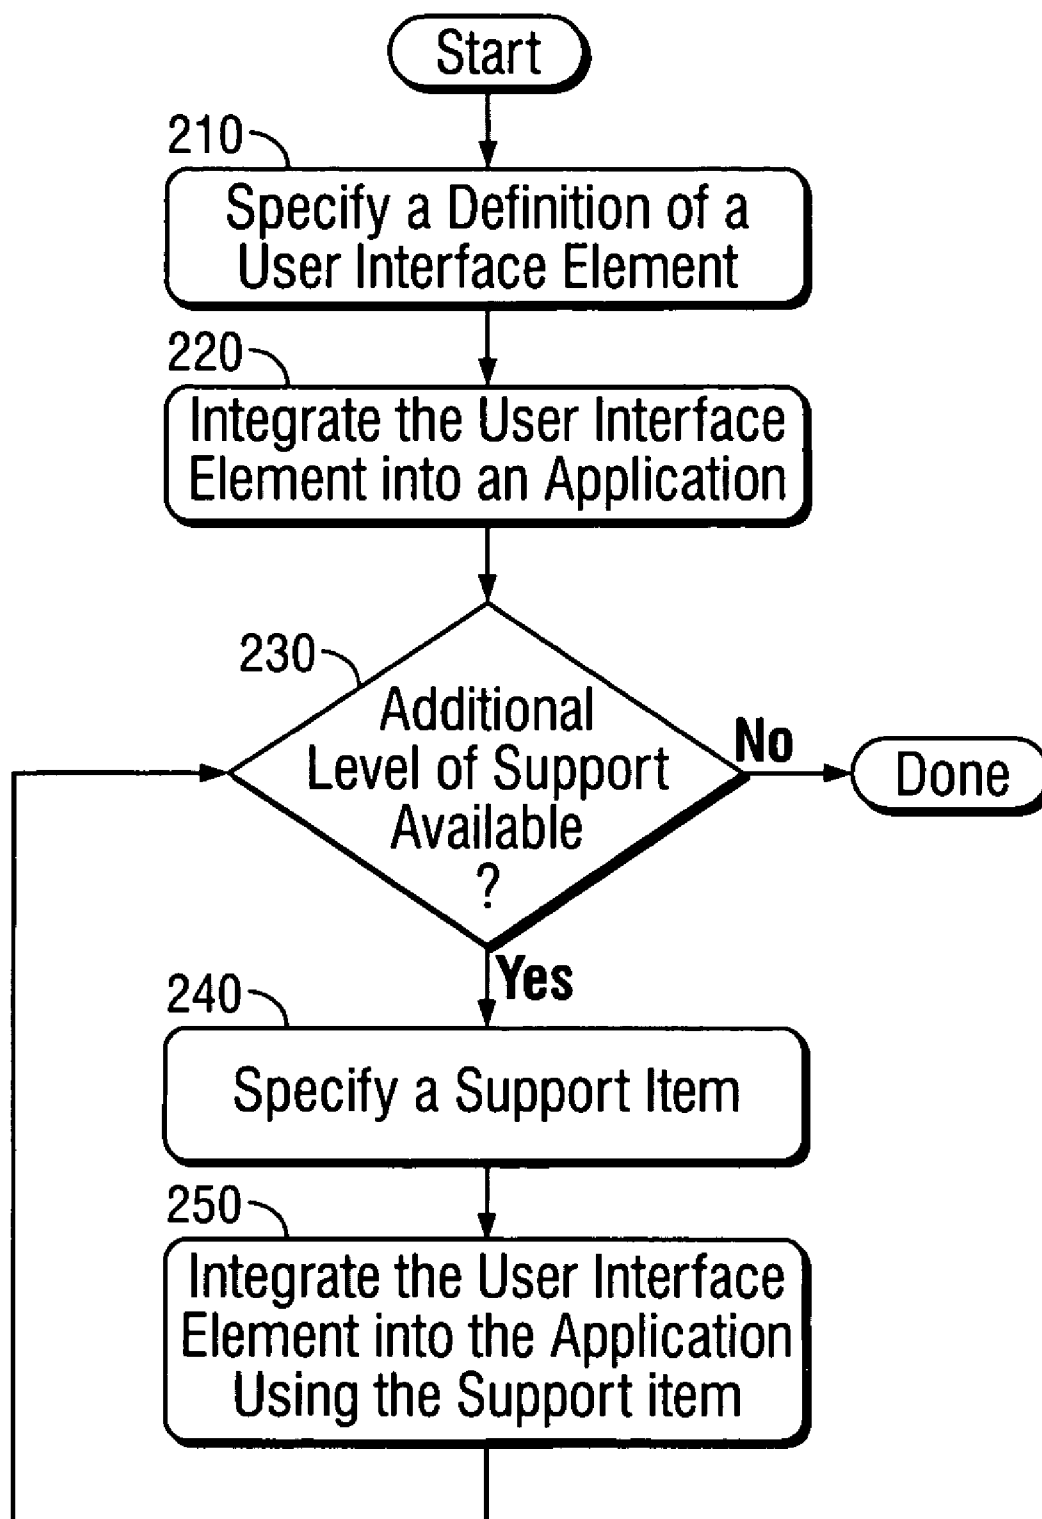 Start
210
Specify a Definition of a
User Interface Element
220
Integrate the User Interface
Element into an Application
230
Additional
Level of Support
Available
?
No
Done
Yes
240
Specify a Support Item
250
Integrate the User Interface
Element into the Application
Using the Support item